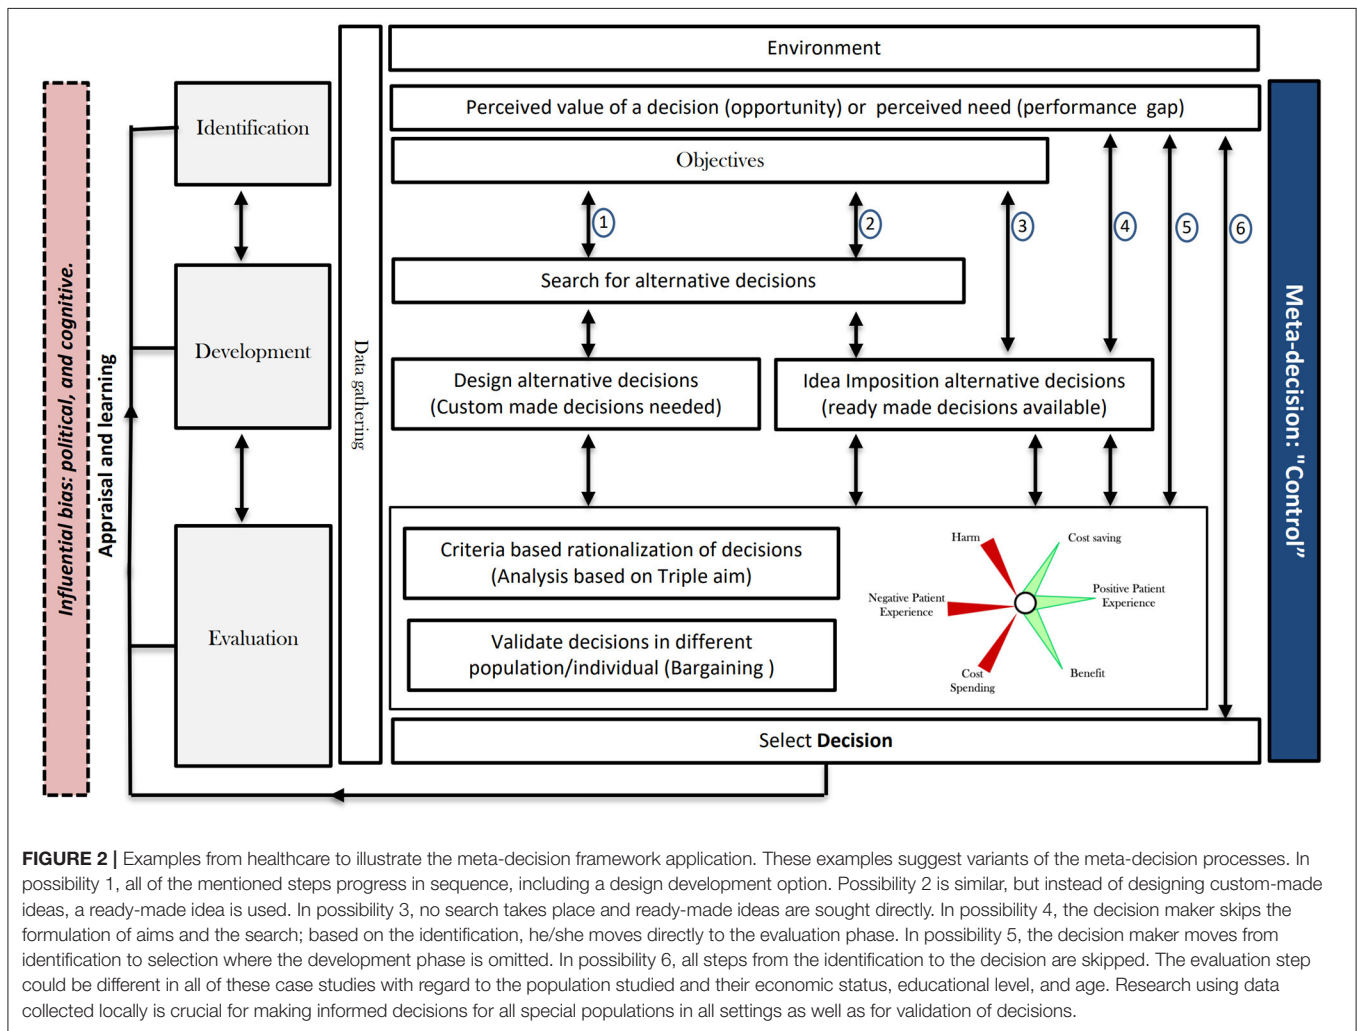 Environment
Perceived value of a decision (opportunity) or perceived need (performance gap)
Objectives
1
2
3
4
5
6
Search for alternative decisions
Design alternative decisions
(Custom made decisions needed)
Idea Imposition alternative decisions
(ready made decisions available)
Criteria based rationalization of decisions
(Analysis based on Triple aim)
Validate decisions in different
population/individual (Bargaining )
Harm
Cost saving
Negative Patient
Experience
Positive Patient
Experience
Cost
Spending
Benefit
Select Decision
Identification
Development
Evaluation
Data gathering
Influential bias: political, and cognitive.
Appraisal and learning
Meta-decision: "Control”
FIGURE 2 | Examples from healthcare to illustrate the meta-decision framework application. These examples suggest variants of the meta-decision processes. In
possibility 1, all of the mentioned steps progress in sequence, including a design development option. Possibility 2 is similar, but instead of designing custom-made
ideas, a ready-made idea is used. In possibility 3, no search takes place and ready-made ideas are sought directly. In possibility 4, the decision maker skips the
formulation of aims and the search; based on the identification, he/she moves directly to the evaluation phase. In possibility 5, the decision maker moves from
identification to selection where the development phase is omitted. In possibility 6, all steps from the identification to the decision are skipped. The evaluation step
could be different in all of these case studies with regard to the population studied and their economic status, educational level, and age. Research using data
collected locally is crucial for making informed decisions for all special populations in all settings as well as for validation of decisions.